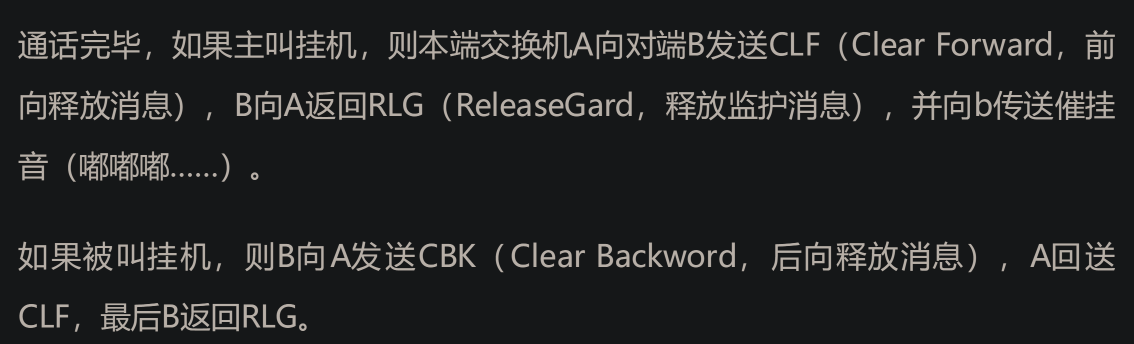 通话完毕，如果主叫挂机，则本端交换机A向对端B发送CLF（Clear Forward，前
向释放消息），B向A返回RLG（ReleaseGard，释放监护消息），并向b传送催挂
音（嘟嘟嘟……）。
如果被叫挂机，则B向A发送CBK（Clear Backword，后向释放消息），A回送
CLF，最后B返回RLG。